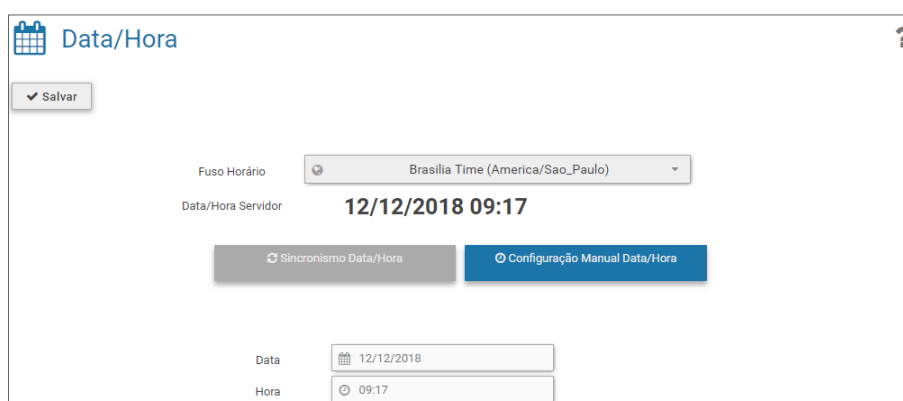 Data/Hora
?
Salvar
Fuso Horário Brasilia Time (America/Sao_Paulo)
Data/Hora Servidor 12/12/2018 09:17
Sincronismo Data/Hora Configuração Manual Data/Hora
Data 12/12/2018
Hora 09:17